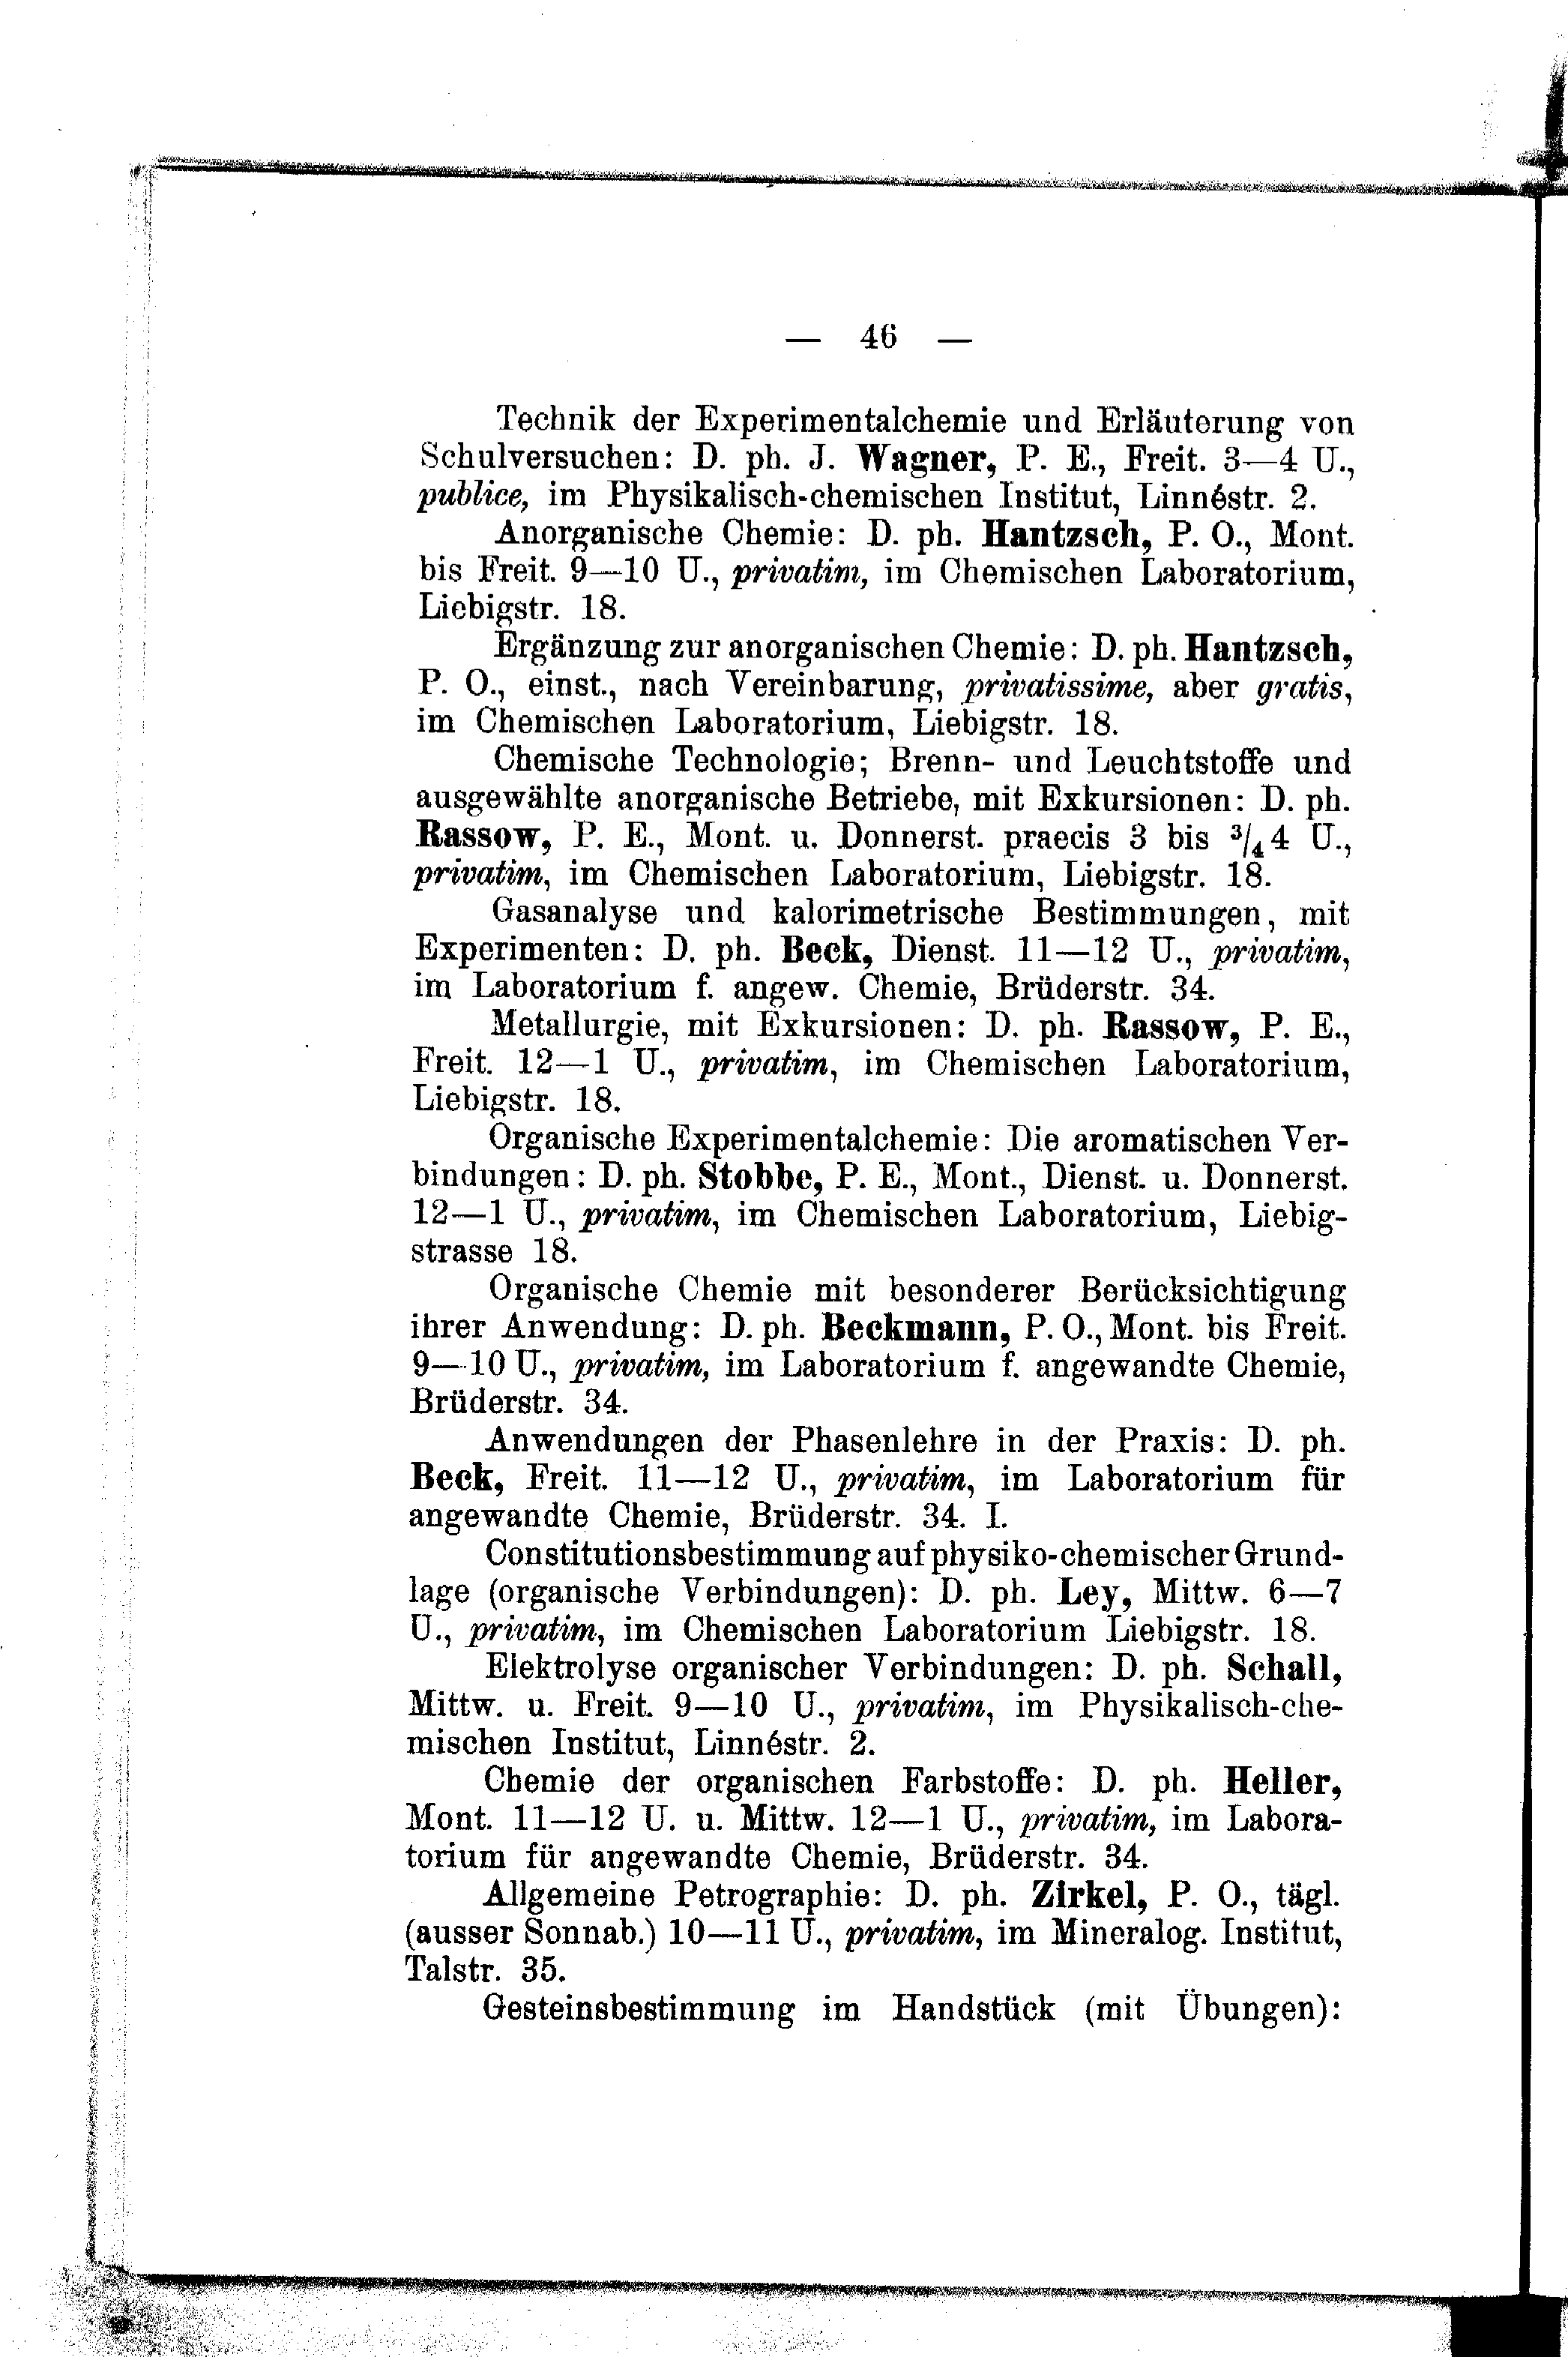 — 46 —
Technik der Experimentalchemie und Erläuterung von
Schulversuchen: D. ph. J. Wagner, P. E., Freit. 3—4 U.,
publice, im Physikalisch-chemischen Institut, Linnéstr. 2.
Anorganische Chemie: D. ph. Hantzsch, P. O., Mont.
bis Freit. 9—10 U., privatim, im Chemischen Laboratorium,
Liebigstr. 18.
Ergänzung zur anorganischen Chemie: D. ph. Hantzsch,
P. O., einst., nach Vereinbarung, privatissime, aber gratis,
im Chemischen Laboratorium, Liebigstr. 18.
Chemische Technologie; Brenn- und Leuchtstoffe und
ausgewählte anorganische Betriebe, mit Exkursionen: D. ph.
Rassow, P. E., Mont. u. Donnerst. praecis 3 bis 3/4 4 U.,
privatim, im Chemischen Laboratorium, Liebigstr. 18.
Gasanalyse und kalorimetrische Bestimmungen, mit
Experimenten: D. ph. Beck, Dienst. 11—12 U., privatim,
im Laboratorium f. angew. Chemie, Brüderstr. 34.
Metallurgie, mit Exkursionen: D. ph. Rassow, P. E.,
Freit. 12—1 U., privatim, im Chemischen Laboratorium,
Liebigstr. 18.
Organische Experimentalchemie: Die aromatischen Ver-
bindungen: D. ph. Stobbe, P. E., Mont., Dienst. u. Donnerst.
12—1 U., privatim, im Chemischen Laboratorium, Liebig-
strasse 18.
Organische Chemie mit besonderer Berücksichtigung
ihrer Anwendung: D. ph. Beckmann, P. O., Mont. bis Freit.
9—10 U., privatim, im Laboratorium f. angewandte Chemie,
Brüderstr. 34.
Anwendungen der Phasenlehre in der Praxis: D. ph.
Beck, Freit. 11—12 U., privatim, im Laboratorium für
angewandte Chemie, Brüderstr. 34. I.
Constitutionsbestimmung auf physiko-chemischer Grund-
lage (organische Verbindungen): D. ph. Ley, Mittw. 6—7
U., privatim, im Chemischen Laboratorium Liebigstr. 18.
Elektrolyse organischer Verbindungen: D. ph. Schall,
Mittw. u. Freit. 9—10 U., privatim, im Physikalisch-che-
mischen Institut, Linnéstr. 2.
Chemie der organischen Farbstoffe: D. ph. Heller,
Mont. 11—12 U. u. Mittw. 12—1 U., privatim, im Labora-
torium für angewandte Chemie, Brüderstr. 34.
Allgemeine Petrographie: D. ph. Zirkel, P. O., tägl.
(ausser Sonnab.) 10—11 U., privatim, im Mineralog. Institut,
Talstr. 35.
Gesteinsbestimmung im Handstück (mit Übungen):